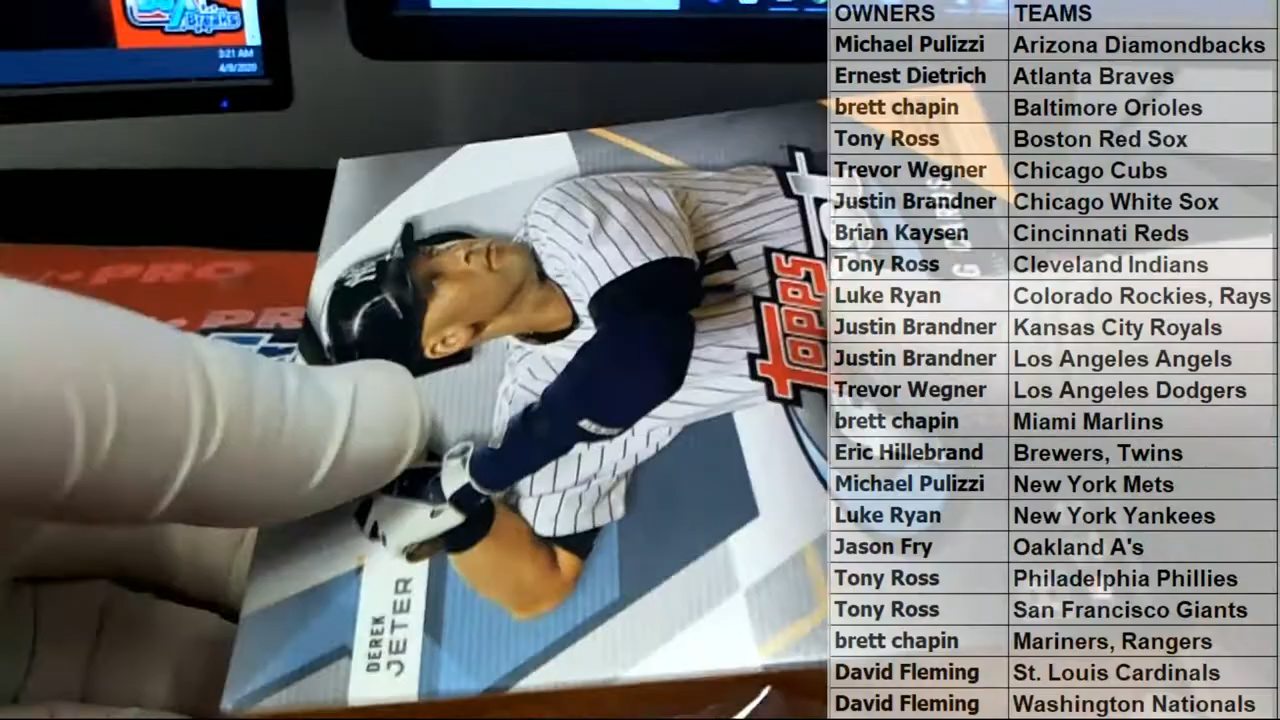 Breaks
3:21 AM
4/9/2020
PRO
PR
DEREK
JETER
TOPPS
OWNERS TEAMS
Michael Pulizzi Arizona Diamondbacks
Ernest Dietrich Atlanta Braves
brett chapin Baltimore Orioles
Tony Ross Boston Red Sox
Trevor Wegner Chicago Cubs
Justin Brandner Chicago White Sox
Brian Kaysen Cincinnati Reds
Tony Ross Cleveland Indians
Luke Ryan Colorado Rockies, Rays
Justin Brandner Kansas City Royals
Justin Brandner Los Angeles Angels
Trevor Wegner Los Angeles Dodgers
brett chapin Miami Marlins
Eric Hillebrand Brewers, Twins
Michael Pulizzi New York Mets
Luke Ryan New York Yankees
Jason Fry Oakland A's
Tony Ross Philadelphia Phillies
Tony Ross San Francisco Giants
brett chapin Mariners, Rangers
David Fleming St. Louis Cardinals
David Fleming Washington Nationals